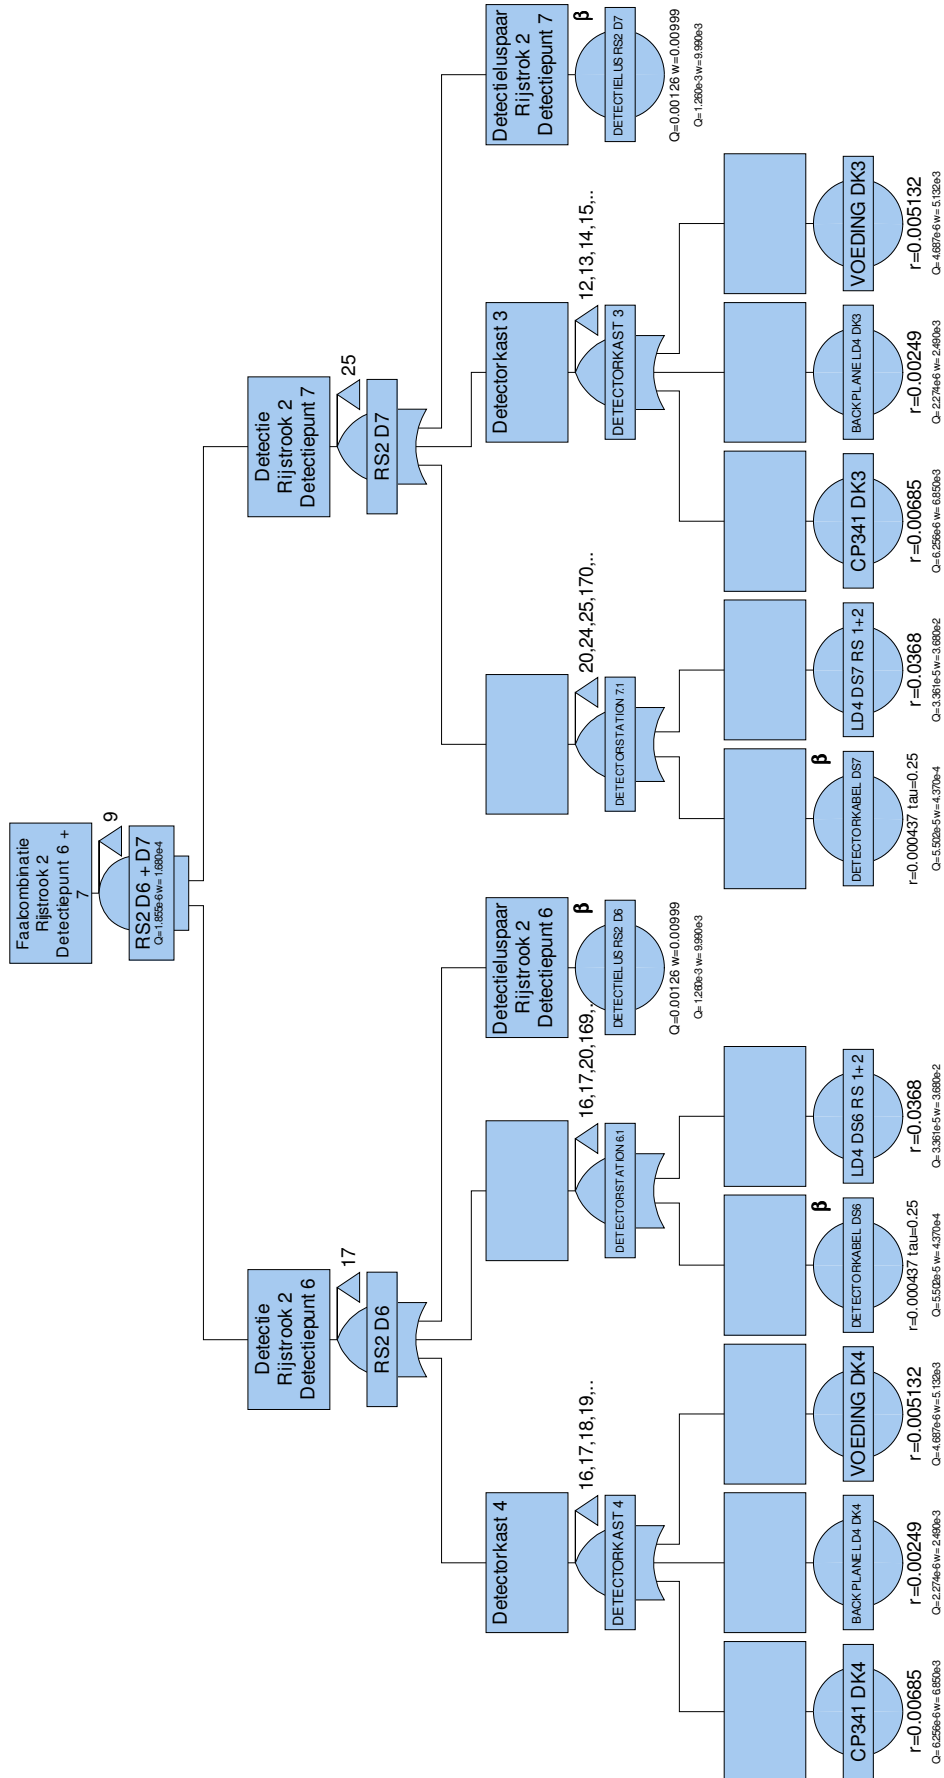 Faalcombinatie
Rijstrook 2
Detectiepunt 6 +
7
9
RS2 D6 + D7
Q=1.855e-6 w= 1.680e-4
Detectie
Rijstrook 2
Detectiepunt 6
17
RS2 D6
Detectie
Rijstrook 2
Detectiepunt 7
25
RS2 D7
Detectorkast 4
16,17,18,19,..
DETECTORKAST 4
16,17,20,169,..
DETECTORSTATION 6.1
Detectieluspaar
Rijstrok 2
Detectiepunt 6
β
DETECTIELUS RS2 D6
Q=0.00126 w=0.00999
Q=1.260e-3 w= 9.990e-3
20,24,25,170,..
DETECTORSTATION 7.1
Detectorkast 3
12,13,14,15,..
DETECTORKAST 3
Detectieluspaar
Rijstrok 2
Detectiepunt 7
β
DETECTIELUS RS2 D7
Q=0.00126 w=0.00999
Q=1.260e-3 w= 9.990e-3
CP341 DK4
r=0.00685
Q=6.256e-6 w= 6.850e-3
BACKPLANE LD4 DK4
r=0.00249
Q=2.274e-6 w= 2.490e-3
VOEDING DK4
r=0.005132
Q=4.687e-6 w= 5.132e-3
β
DETECTORKABEL DS6
r=0.000437 tau=0.25
Q=5.502e-5 w= 4.370e-4
LD4 DS6 RS 1+2
r=0.0368
Q=3.361e-5 w= 3.680e-2
β
DETECTORKABEL DS7
r=0.000437 tau=0.25
Q=5.502e-5 w= 4.370e-4
LD4 DS7 RS 1+2
r=0.0368
Q=3.361e-5 w= 3.680e-2
CP341 DK3
r=0.00685
Q=6.256e-6 w= 6.850e-3
BACKPLANE LD4 DK3
r=0.00249
Q=2.274e-6 w= 2.490e-3
VOEDING DK3
r=0.005132
Q=4.687e-6 w= 5.132e-3